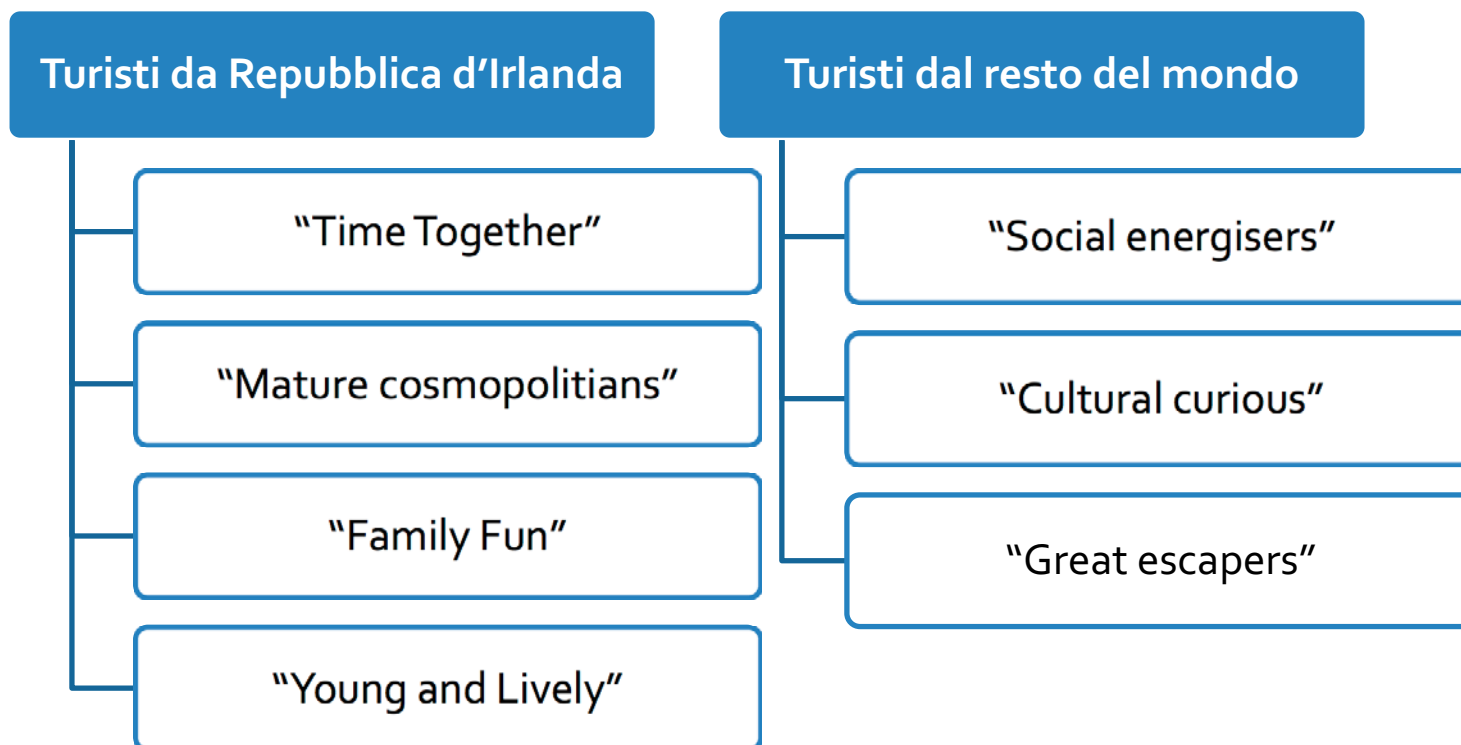 Turisti da Repubblica d’Irlanda
“Time Together”
“Mature cosmopolitians”
“Family Fun”
“Young and Lively”
Turisti dal resto del mondo
“Social energisers”
“Cultural curious”
“Great escapers”